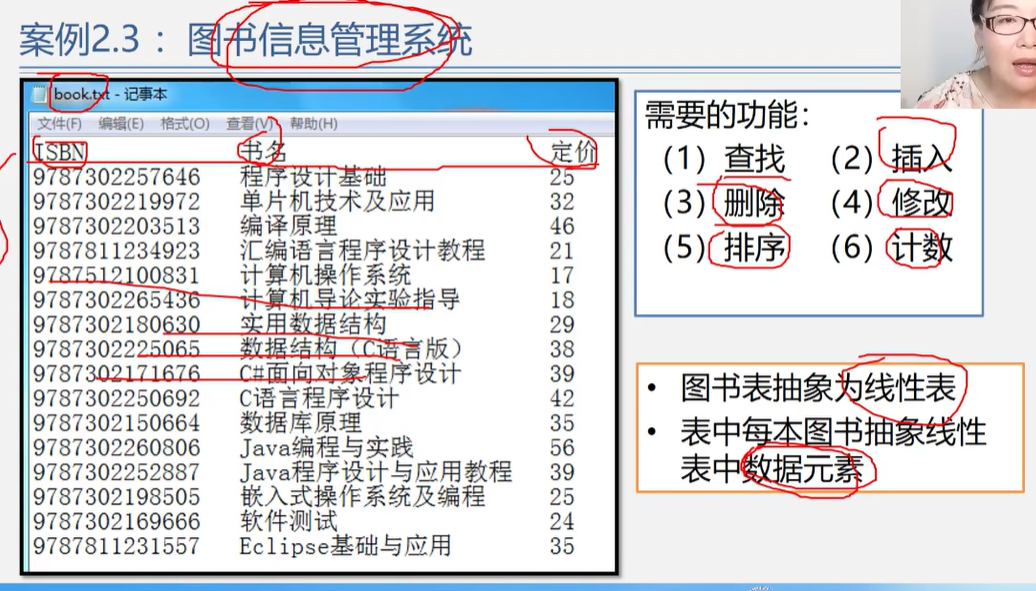 案例2.3 ：图书信息管理系统
book.txt - 记事本
文件(F) 编辑(E) 格式(O) 查看(V) 帮助(H)
ISBN 书名 定价
9787302257646 程序设计基础 25
9787302219972 单片机技术及应用 32
9787302203513 编译原理 46
9787811234923 汇编语言程序设计教程 21
9787512100831 计算机操作系统 17
9787302265436 计算机导论实验指导 18
9787302180630 实用数据结构 29
9787302225065 数据结构（C语言版） 38
9787302171676 C#面向对象程序设计 39
9787302250692 C语言程序设计 42
9787302150664 数据库原理 35
9787302260806 Java编程与实践 56
9787302252887 Java程序设计与应用教程 39
9787302198505 嵌入式操作系统及编程 25
9787302169666 软件测试 24
9787811231557 Eclipse基础与应用 35
需要的功能：
（1）查找 （2）插入
（3）删除 （4）修改
（5）排序 （6）计数
• 图书表抽象为线性表
• 表中每本图书抽象线性
表中数据元素